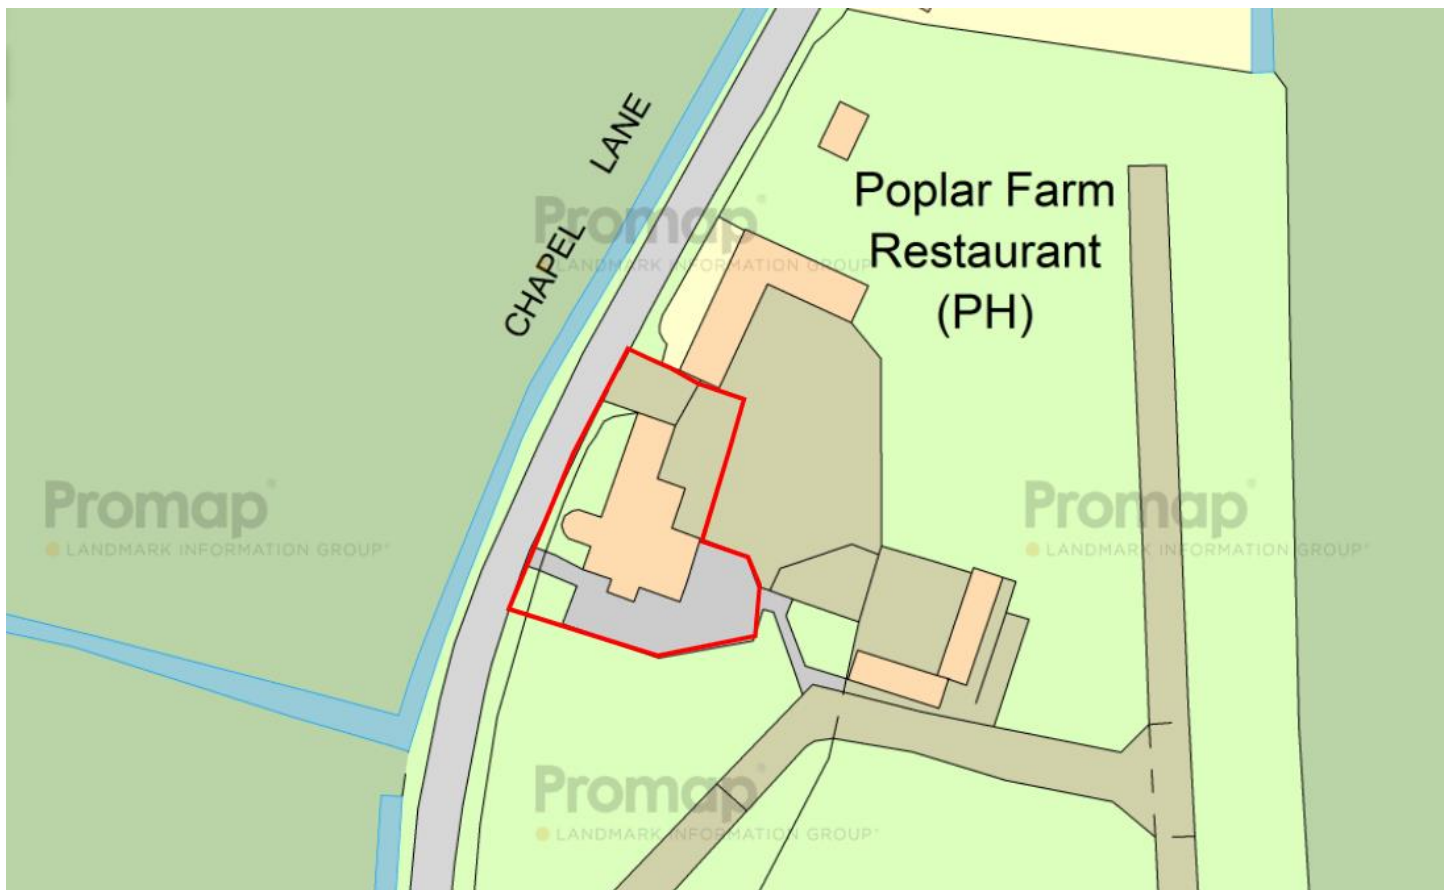 CHAPEL LANE
Poplar Farm
Restaurant
(PH)
Promap
LANDMARK INFORMATION GROUP
Promap
LANDMARK INFORMATION GROUP
Promap
LANDMARK INFORMATION GROUP
Promap
LANDMARK INFORMATION GROUP